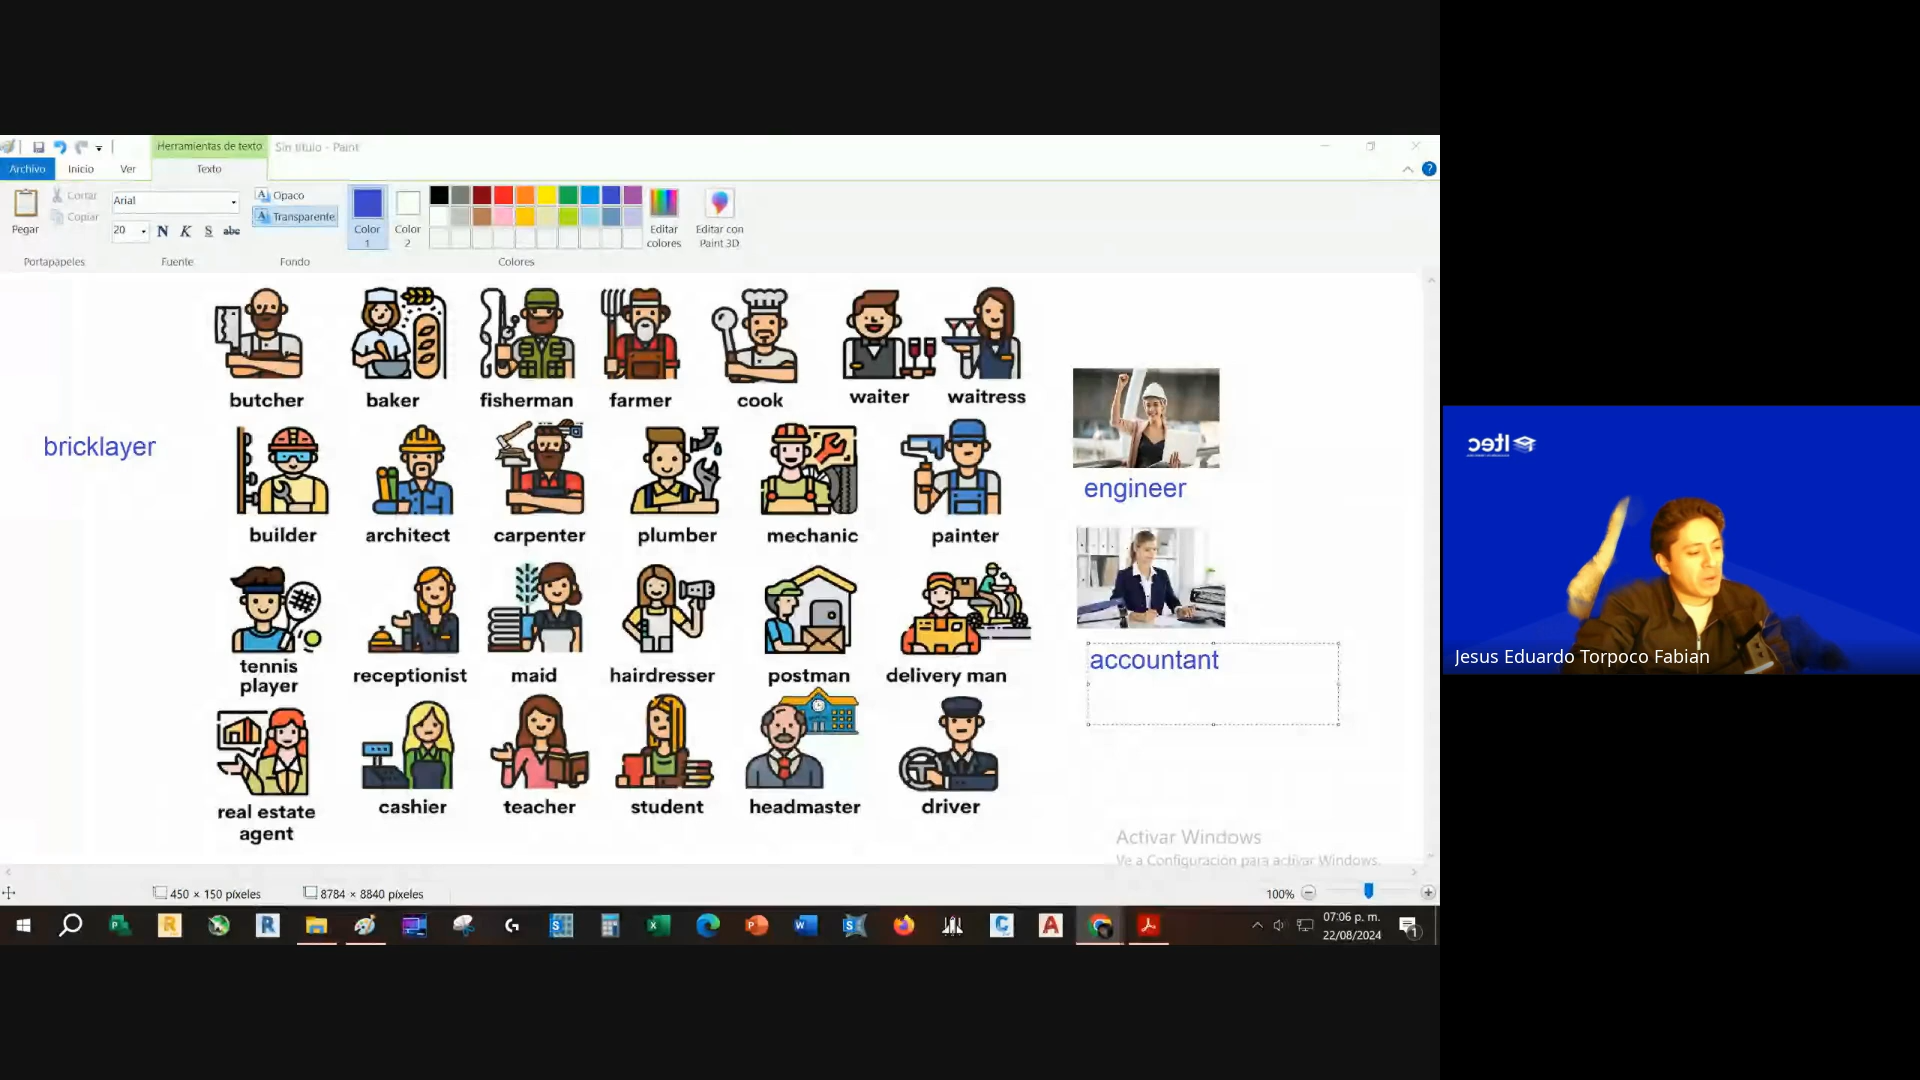 Herramientas de texto
Sin título - Paint
Archivo
Inicio
Ver
Texto
Pegar
Cortar
Copiar
Portapapeles
Arial
20
N K S abc
Fuente
Opaco
Transparente
Fondo
Color
1
Color
2
Colores
Editar
colores
Editar con
Paint 3D
butcher
baker
fisherman
farmer
cook
waiter
waitress
bricklayer
engineer
builder
architect
carpenter
plumber
mechanic
painter
accountant
tennis
player
receptionist
maid
hairdresser
postman
delivery man
real estate
agent
cashier
teacher
student
headmaster
driver
Activar Windows
Ve a Configuración para activar Windows.
450 × 150 píxeles
8784 × 8840 píxeles
100%
07:06 p. m.
22/08/2024
1
Itec
Jesus Eduardo Torpoco Fabian